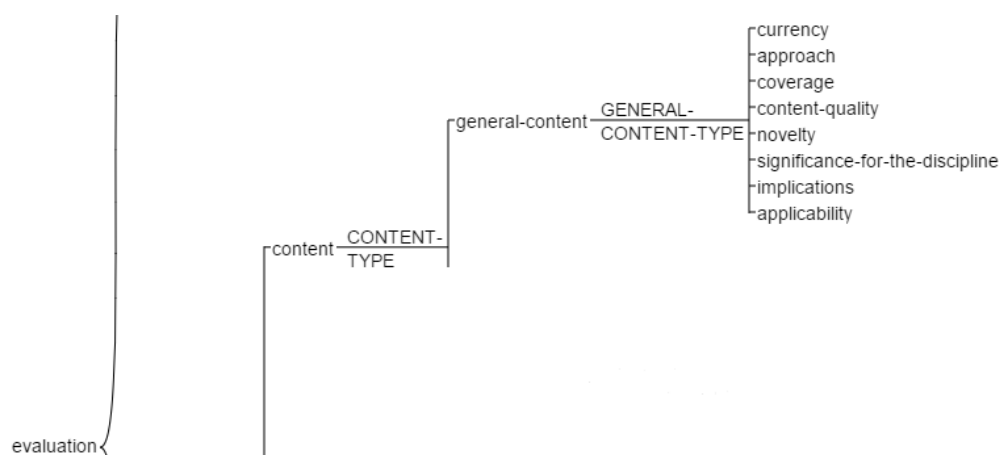 currency
approach
coverage
GENERAL-
content-quality
general-content
CONTENT-TYPE
novelty
significance-for-the-discipline
implications
applicability
CONTENT-
content
TYPE
evaluation